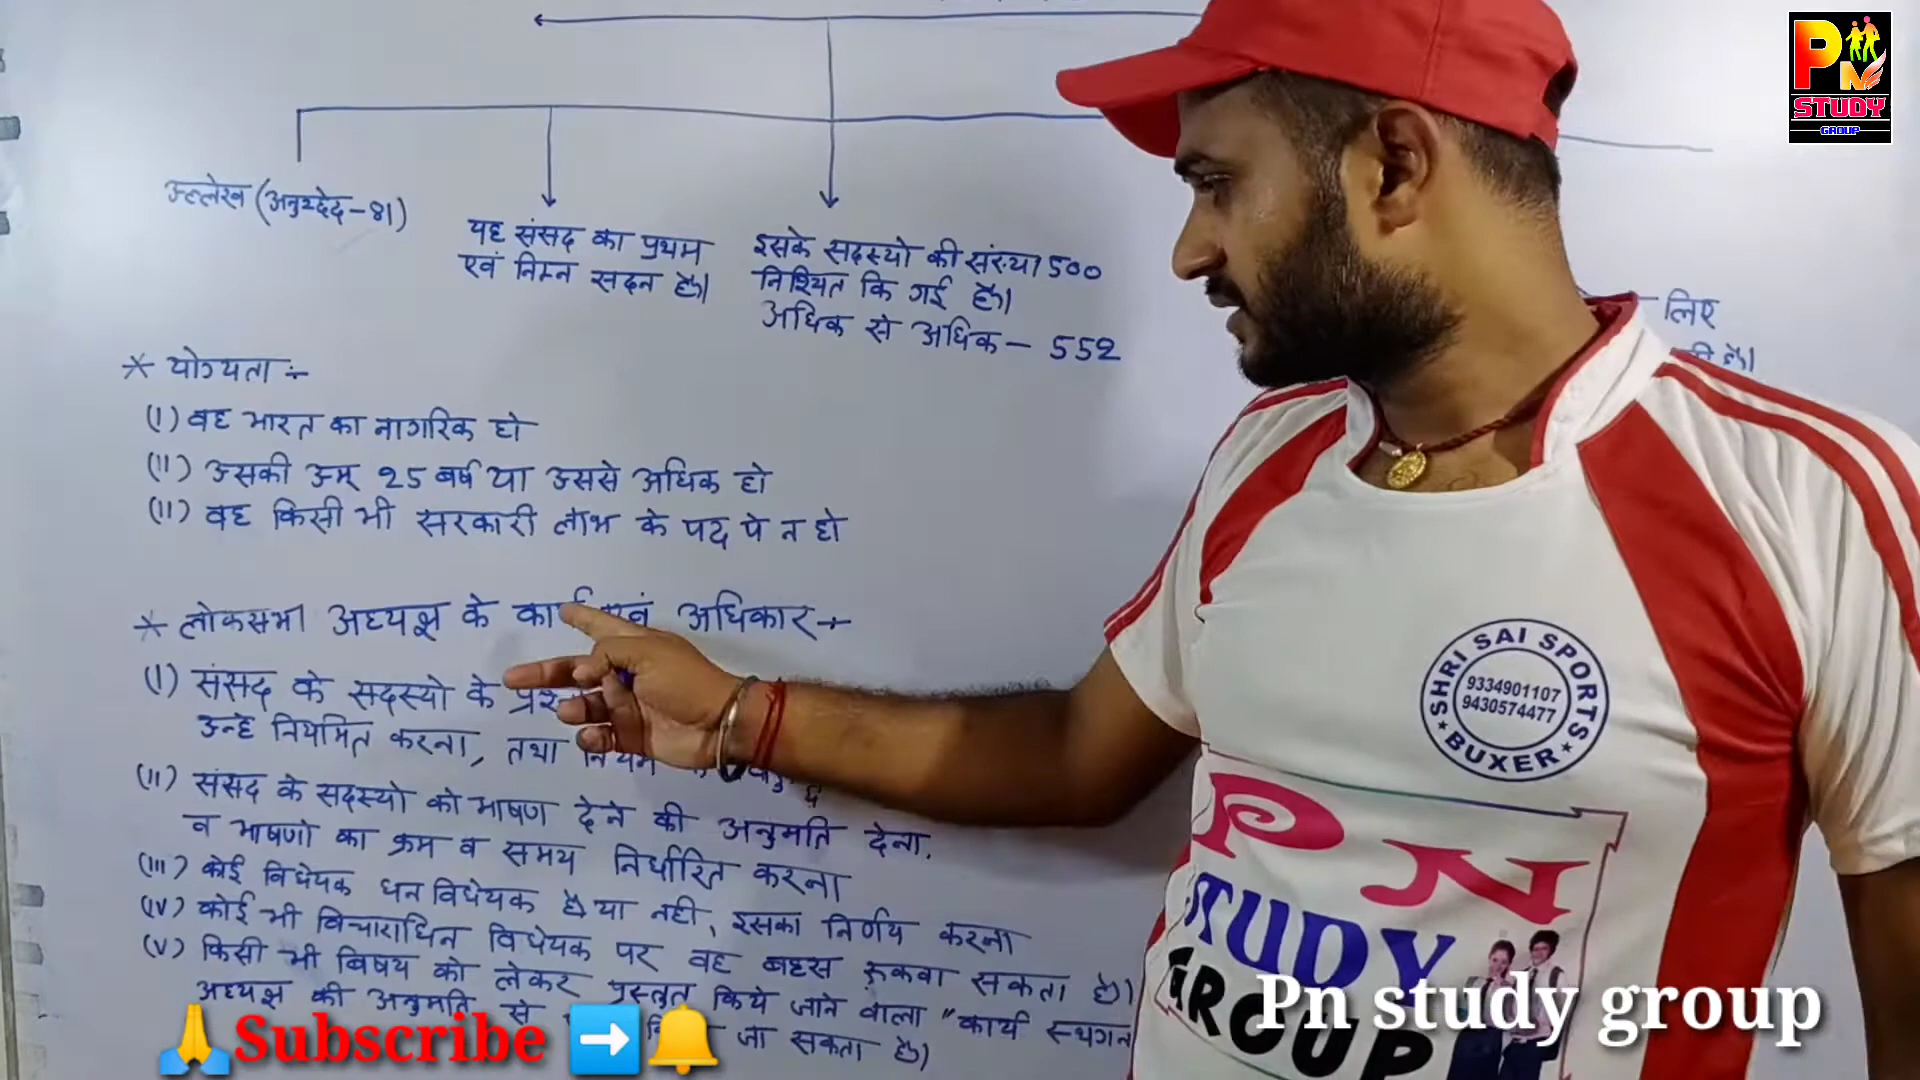 उल्लेख (अनुच्छेद-81)
यह संसद का प्रथम
एवं निम्न सदन है।
इसके सदस्यो की संख्या 500
निश्चित कि गई है।
अधिक से अधिक - 552
लिए
है।
* योग्यता :-
(I) वह भारत का नागरिक हो
(II) उसकी उम्र 25 वर्ष या उससे अधिक हो
(II) वह किसी भी सरकारी लाभ के पद पे न हो
* लोकसभा अध्यक्ष के कार्य एवं अधिकार :-
(I) संसद के सदस्यो के
उन्हे नियमित करना, तथा नियम
(II) संसद के सदस्यो को भाषण देने की अनुमति देना,
व भाषणो का क्रम व समय निर्धारित करना
(III) कोई विधेयक धन विधेयक है या नही, इसका निर्णय करना
(IV) कोई भी विचाराधिन विधेयक पर वह बहस रुकवा सकता है।
(V) किसी भी विषय को लेकर प्रस्तुत किये जाने वाला "कार्य स्थगन
अध्यक्ष की अनुमति से जा सकता है।
PN
STUDY
GROUP
SHRI SAI SPORTS
9334901107
9430574477
BUXER
PN
STUDY
GROUP
Subscribe
Pn study group